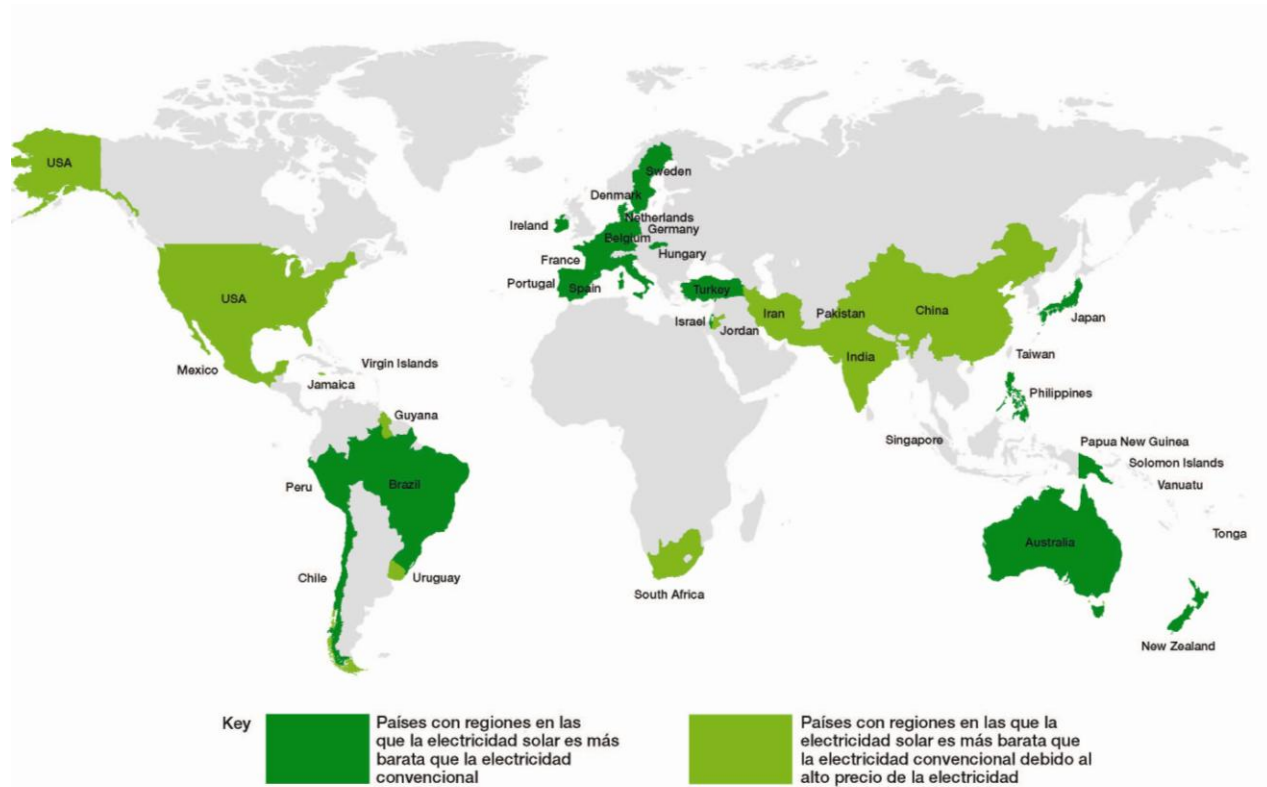 USA
Sweden
Denmark
Netherlands
Ireland
Germany
Belgium
Hungary
France
Portugal
Spain
Turkey
USA
Iran
Pakistan
China
Israel
Jordan
Japan
India
Taiwan
Mexico
Virgin Islands
Jamaica
Philippines
Guyana
Singapore
Papua New Guinea
Solomon Islands
Vanuatu
Peru
Brazil
Tonga
Australia
Chile
Uruguay
South Africa
New Zealand
Key
Países con regiones en las
que la electricidad solar es más
barata que la electricidad
convencional
Países con regiones en las que la
electricidad solar es más barata que
la electricidad convencional debido al
alto precio de la electricidad